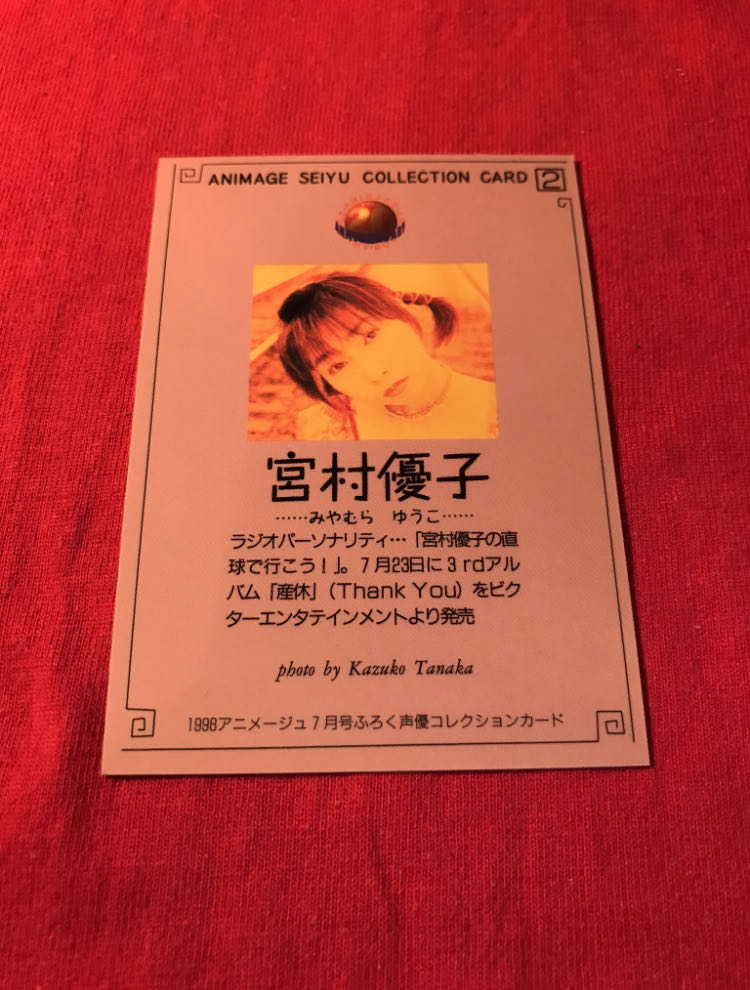 ANIMAGE SEIYU COLLECTION CARD 2
宮村優子
……みやむら ゆうこ……
ラジオパーソナリティ…「宮村優子の直
球で行こう！」。7月23日に3rdアル
バム「産休」（Thank You）をビク
ターエンタテインメントより発売
photo by Kazuko Tanaka
1998アニメージュ7月号ふろく声優コレクションカード